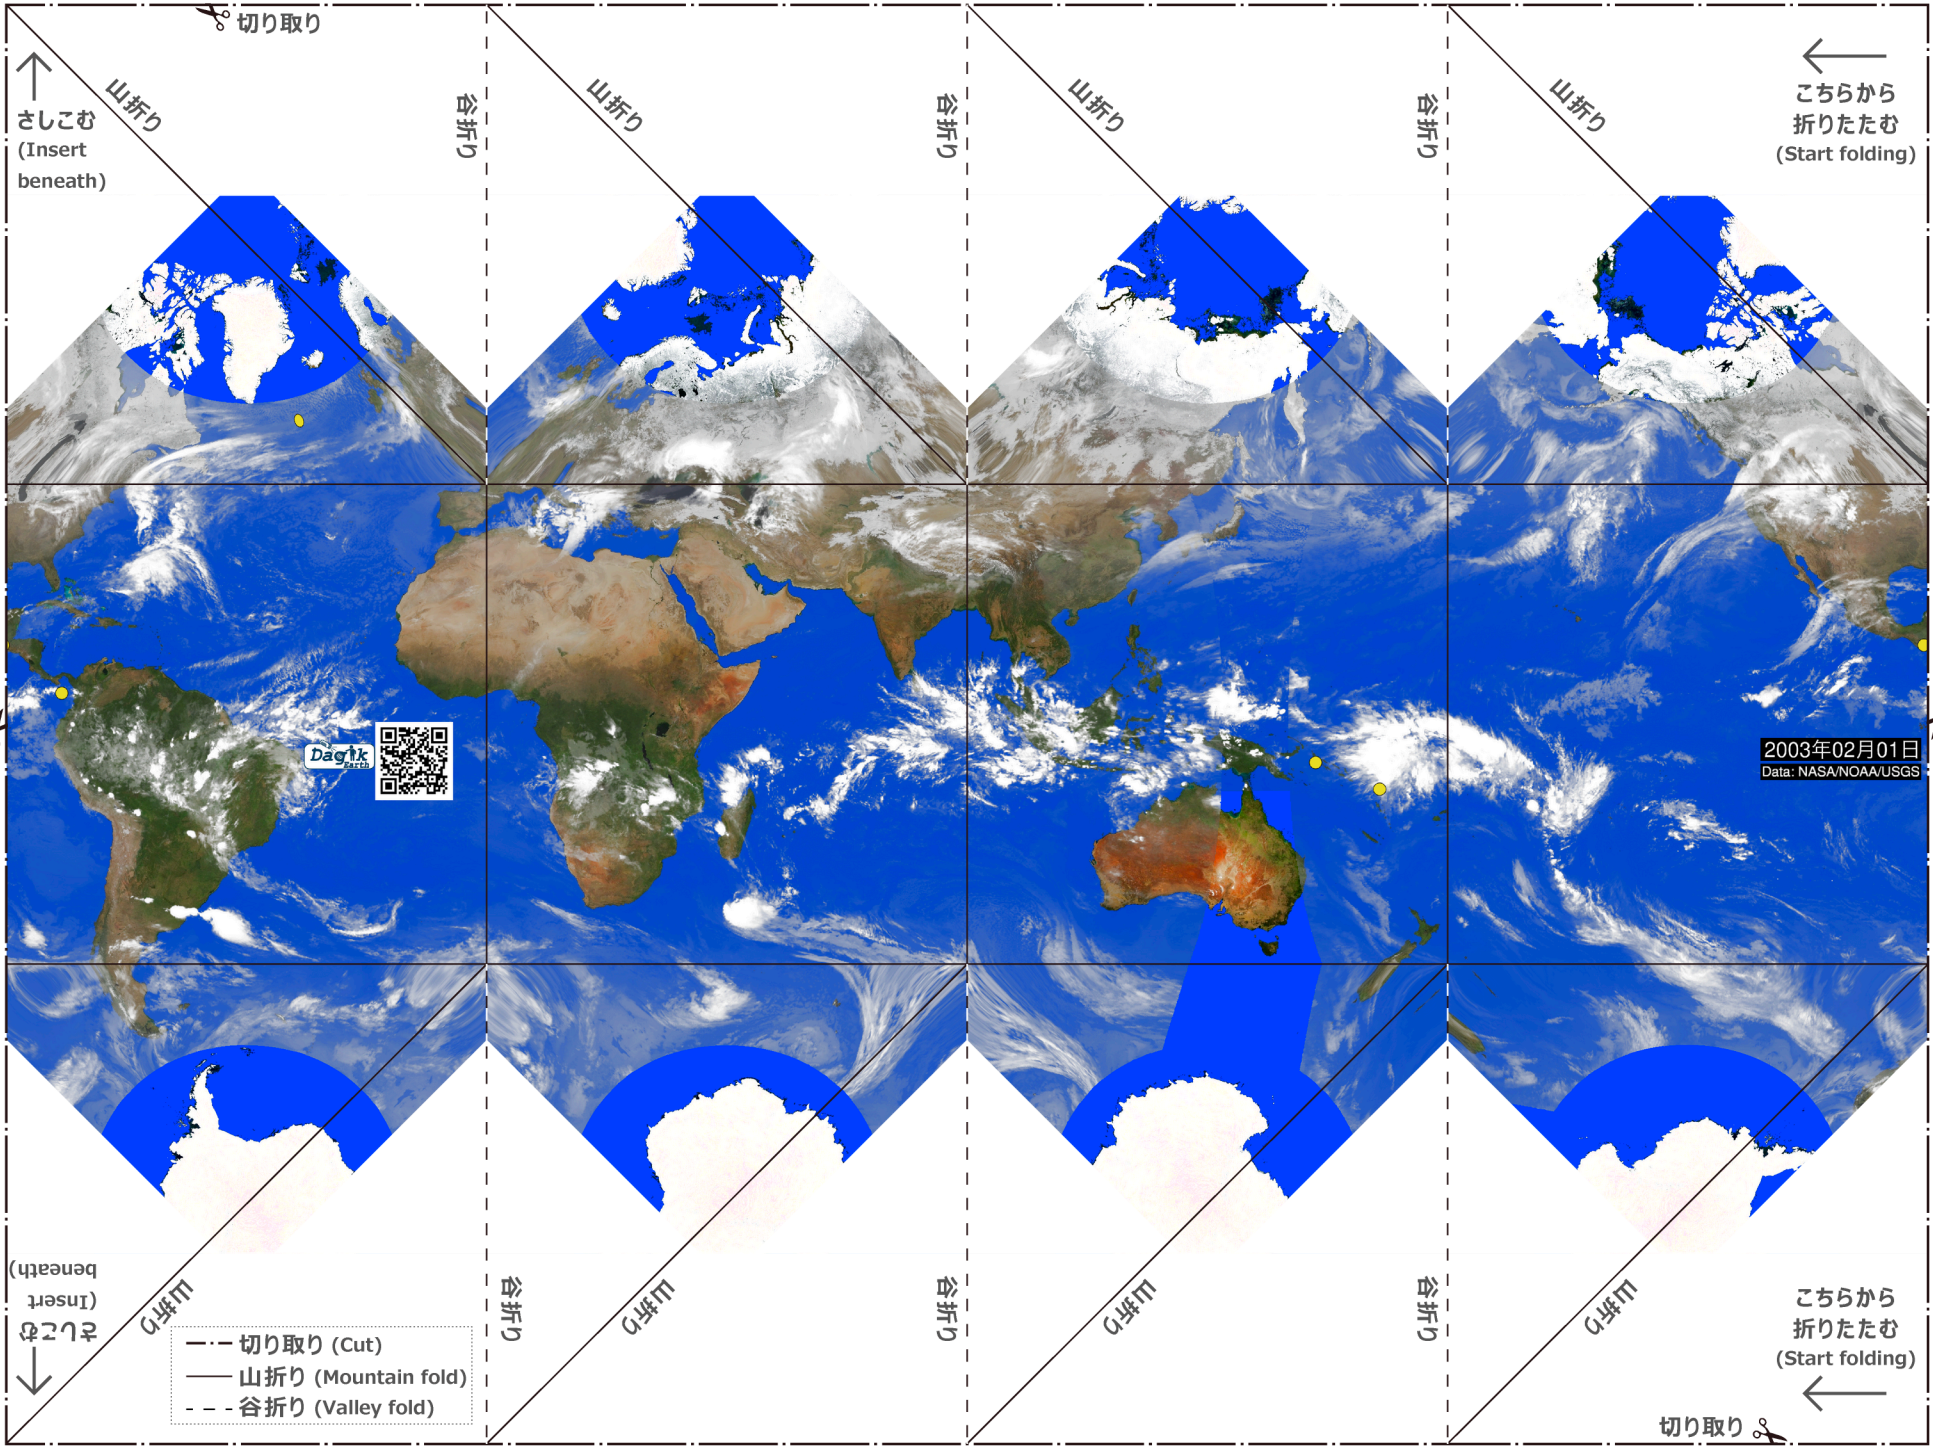 切り取り
山折り
谷折り
山折り
谷折り
山折り
谷折り
山折り
さしこむ
(Insert
beneath)
こちらから
折りたたむ
(Start folding)
Dagik
Earth
2003年02月01日
Data: NASA/NOAA/USGS
さしこむ
(Insert
beneath)
山折り
谷折り
山折り
谷折り
山折り
谷折り
山折り
切り取り (Cut)
山折り (Mountain fold)
谷折り (Valley fold)
こちらから
折りたたむ
(Start folding)
切り取り